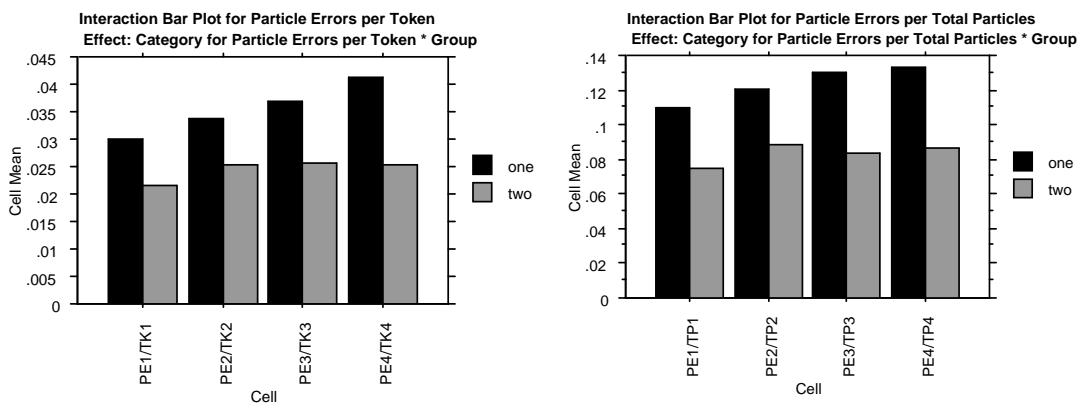 Interaction Bar Plot for Particle Errors per Token
Effect: Category for Particle Errors per Token * Group
.045
.04
.035
.03
.025
.02
.015
.01
.005
0
Cell Mean
PE1/TK1
PE2/TK2
PE3/TK3
PE4/TK4
Cell
one
two
Interaction Bar Plot for Particle Errors per Total Particles
Effect: Category for Particle Errors per Total Particles * Group
.14
.12
.1
.08
.06
.04
.02
0
Cell Mean
PE1/TP1
PE2/TP2
PE3/TP3
PE4/TP4
Cell
one
two